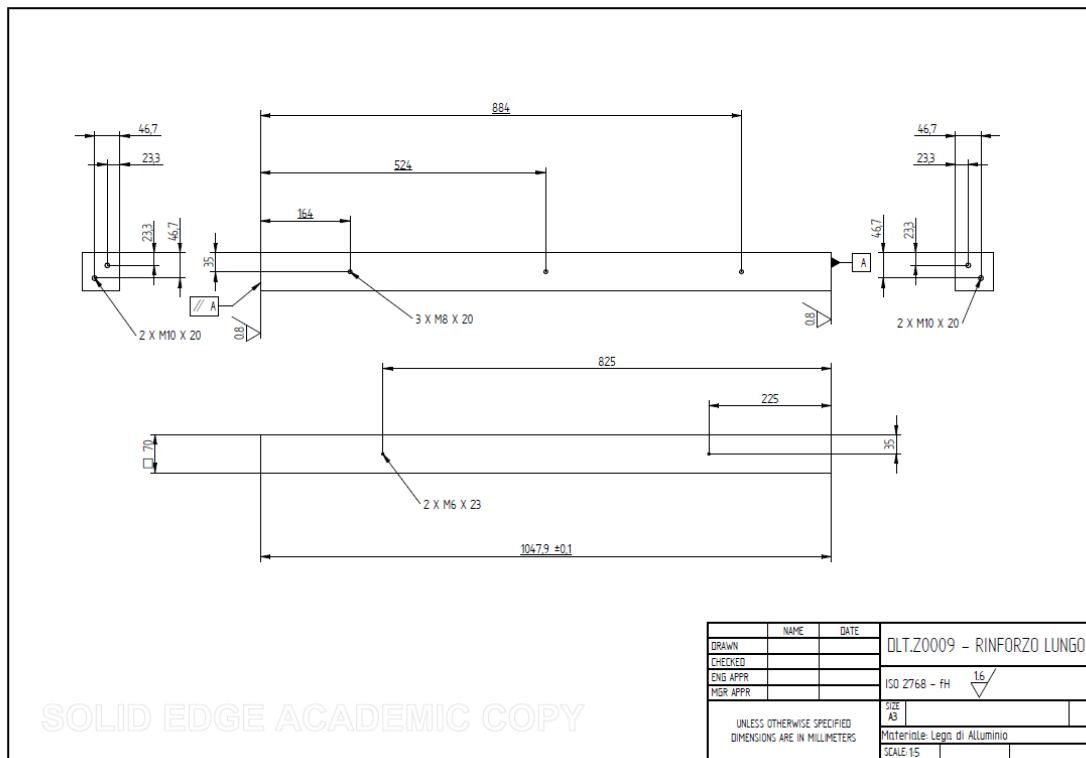 884
46,7
46,7
524
23,3
23,3
164
23,3
46,7
35
46,7
23,3
A
// A
0.8
0.8
2 X M10 X 20
3 X M8 X 20
2 X M10 X 20
825
225
□ 70
35
2 X M6 X 23
1047,9 ±0,1
NAME DATE
DRAWN
CHECKED
ENG APPR
MGR APPR
DLT.Z0009 - RINFORZO LUNGO
ISO 2768 - fH 1.6
SIZE
A3
UNLESS OTHERWISE SPECIFIED
DIMENSIONS ARE IN MILLIMETERS
Materiale: Lega di Alluminio
SCALE: 1:5
SOLID EDGE ACADEMIC COPY